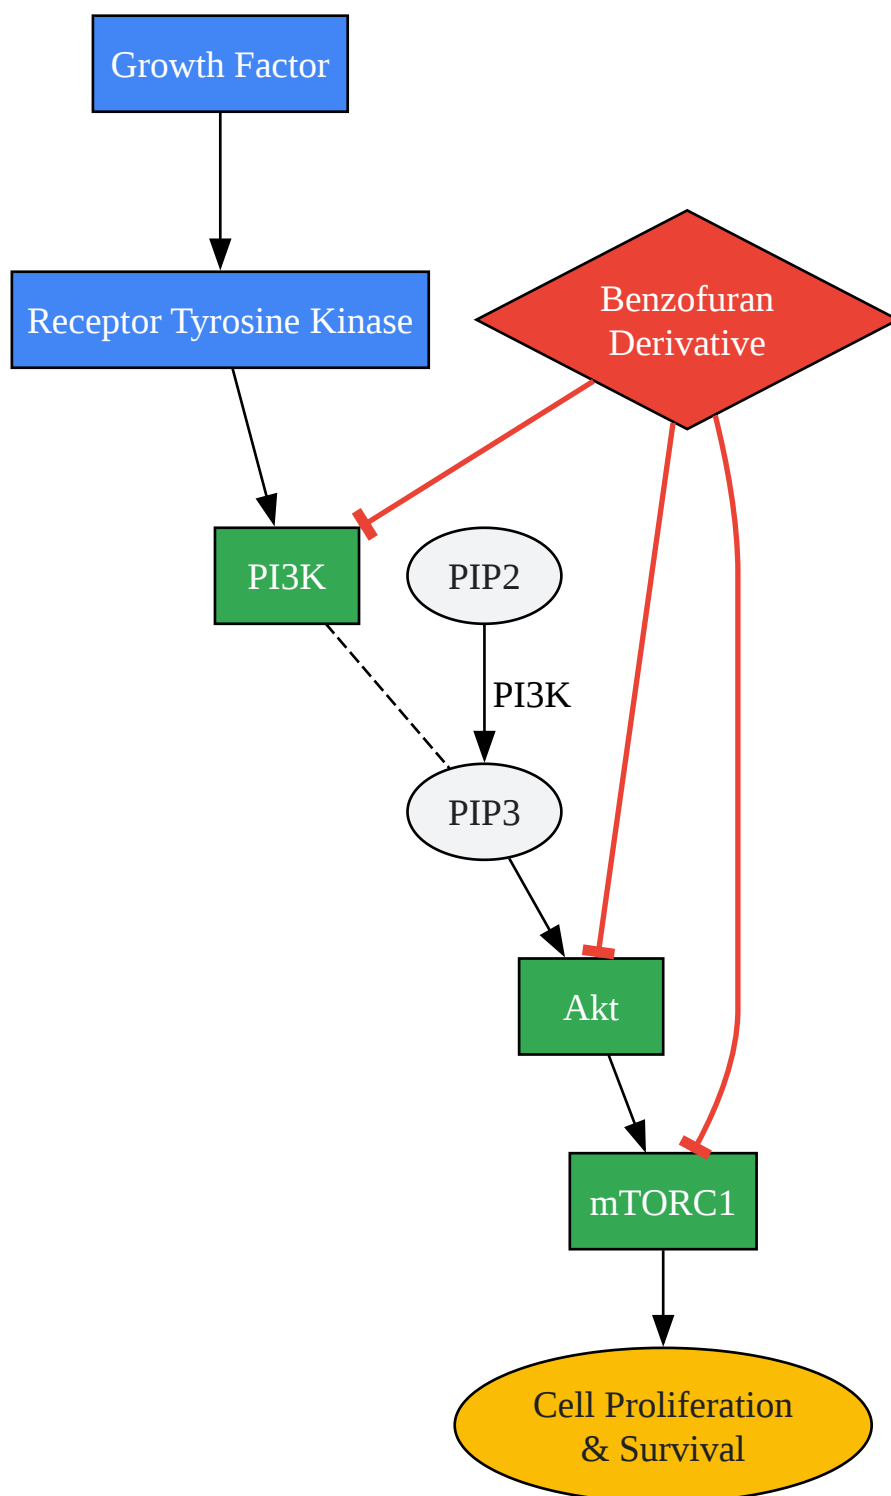 Growth Factor
Receptor Tyrosine Kinase
Benzofuran
Derivative
PI3K
PIP2
PI3K
PIP3
Akt
mTORC1
Cell Proliferation
& Survival